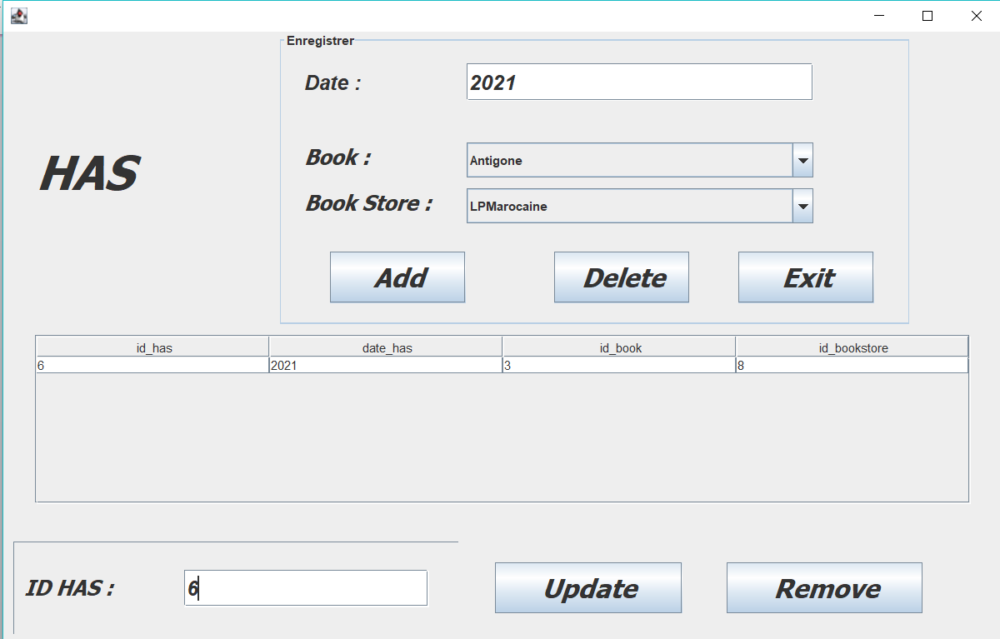 Enregistrer
Date : 2021
HAS
Book : Antigone
Book Store : LPMarocaine
Add Delete Exit
id_has date_has id_book id_bookstore
6 2021 3 8
ID HAS : 6 Update Remove